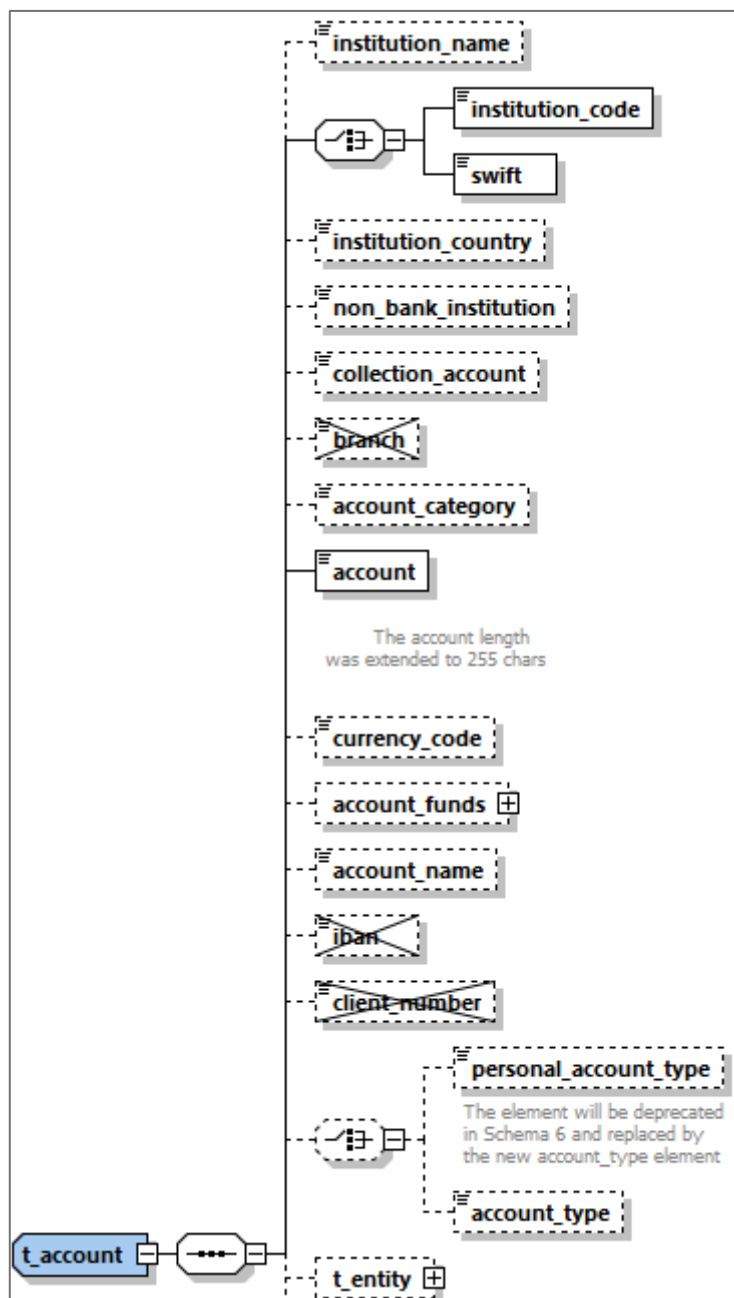 institution_name
institution_code
swift
institution_country
non_bank_institution
collection_account
branch
account_category
account
The account length
was extended to 255 chars
currency_code
account_funds
account_name
iban
client_number
personal_account_type
The element will be deprecated
in Schema 6 and replaced by
the new account_type element
account_type
t_account
t_entity